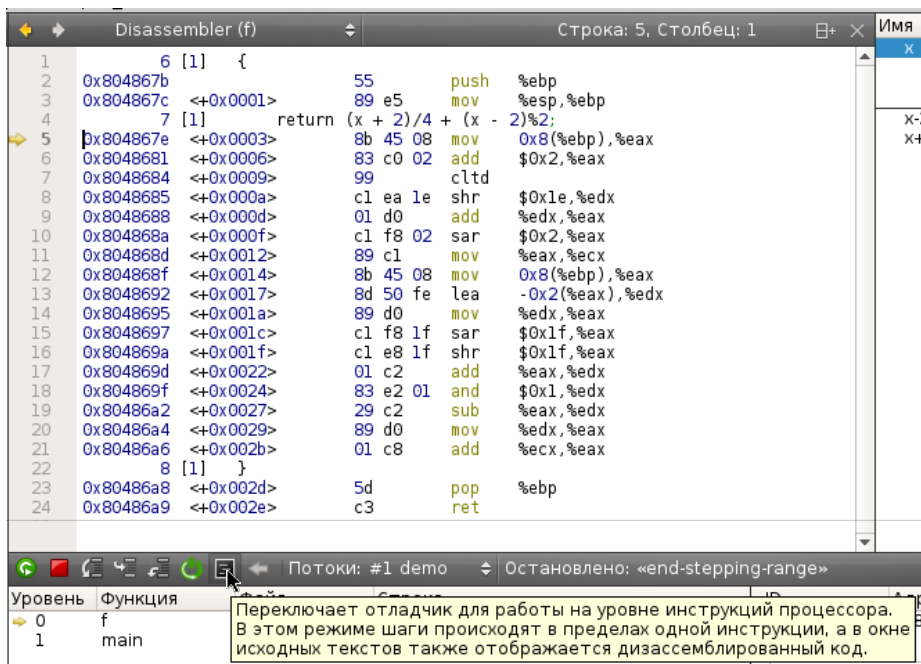 Disassembler (f) Строка: 5, Столбец: 1 Имя
x
1 6 [1] {
2 0x804867b 55 push %ebp
3 0x804867c <+0x0001> 89 e5 mov %esp,%ebp
4 7 [1] return (x + 2)/4 + (x - 2)%2; x-
5 0x804867e <+0x0003> 8b 45 08 mov 0x8(%ebp),%eax x+
6 0x8048681 <+0x0006> 83 c0 02 add $0x2,%eax
7 0x8048684 <+0x0009> 99 cltd
8 0x8048685 <+0x000a> c1 ea 1e shr $0x1e,%edx
9 0x8048688 <+0x000d> 01 d0 add %edx,%eax
10 0x804868a <+0x000f> c1 f8 02 sar $0x2,%eax
11 0x804868d <+0x0012> 89 c1 mov %eax,%ecx
12 0x804868f <+0x0014> 8b 45 08 mov 0x8(%ebp),%eax
13 0x8048692 <+0x0017> 8d 50 fe lea -0x2(%eax),%edx
14 0x8048695 <+0x001a> 89 d0 mov %edx,%eax
15 0x8048697 <+0x001c> c1 f8 1f sar $0x1f,%eax
16 0x804869a <+0x001f> c1 e8 1f shr $0x1f,%eax
17 0x804869d <+0x0022> 01 c2 add %eax,%edx
18 0x804869f <+0x0024> 83 e2 01 and $0x1,%edx
19 0x80486a2 <+0x0027> 29 c2 sub %eax,%edx
20 0x80486a4 <+0x0029> 89 d0 mov %edx,%eax
21 0x80486a6 <+0x002b> 01 c8 add %ecx,%eax
22 8 [1] }
23 0x80486a8 <+0x002d> 5d pop %ebp
24 0x80486a9 <+0x002e> c3 ret
Потоки: #1 demo Остановлено: «end-stepping-range»
Уровень Функция
0 f
1 main
Переключает отладчик для работы на уровне инструкций процессора.
В этом режиме шаги происходят в пределах одной инструкции, а в окне
исходных текстов также отображается дизассемблированный код.